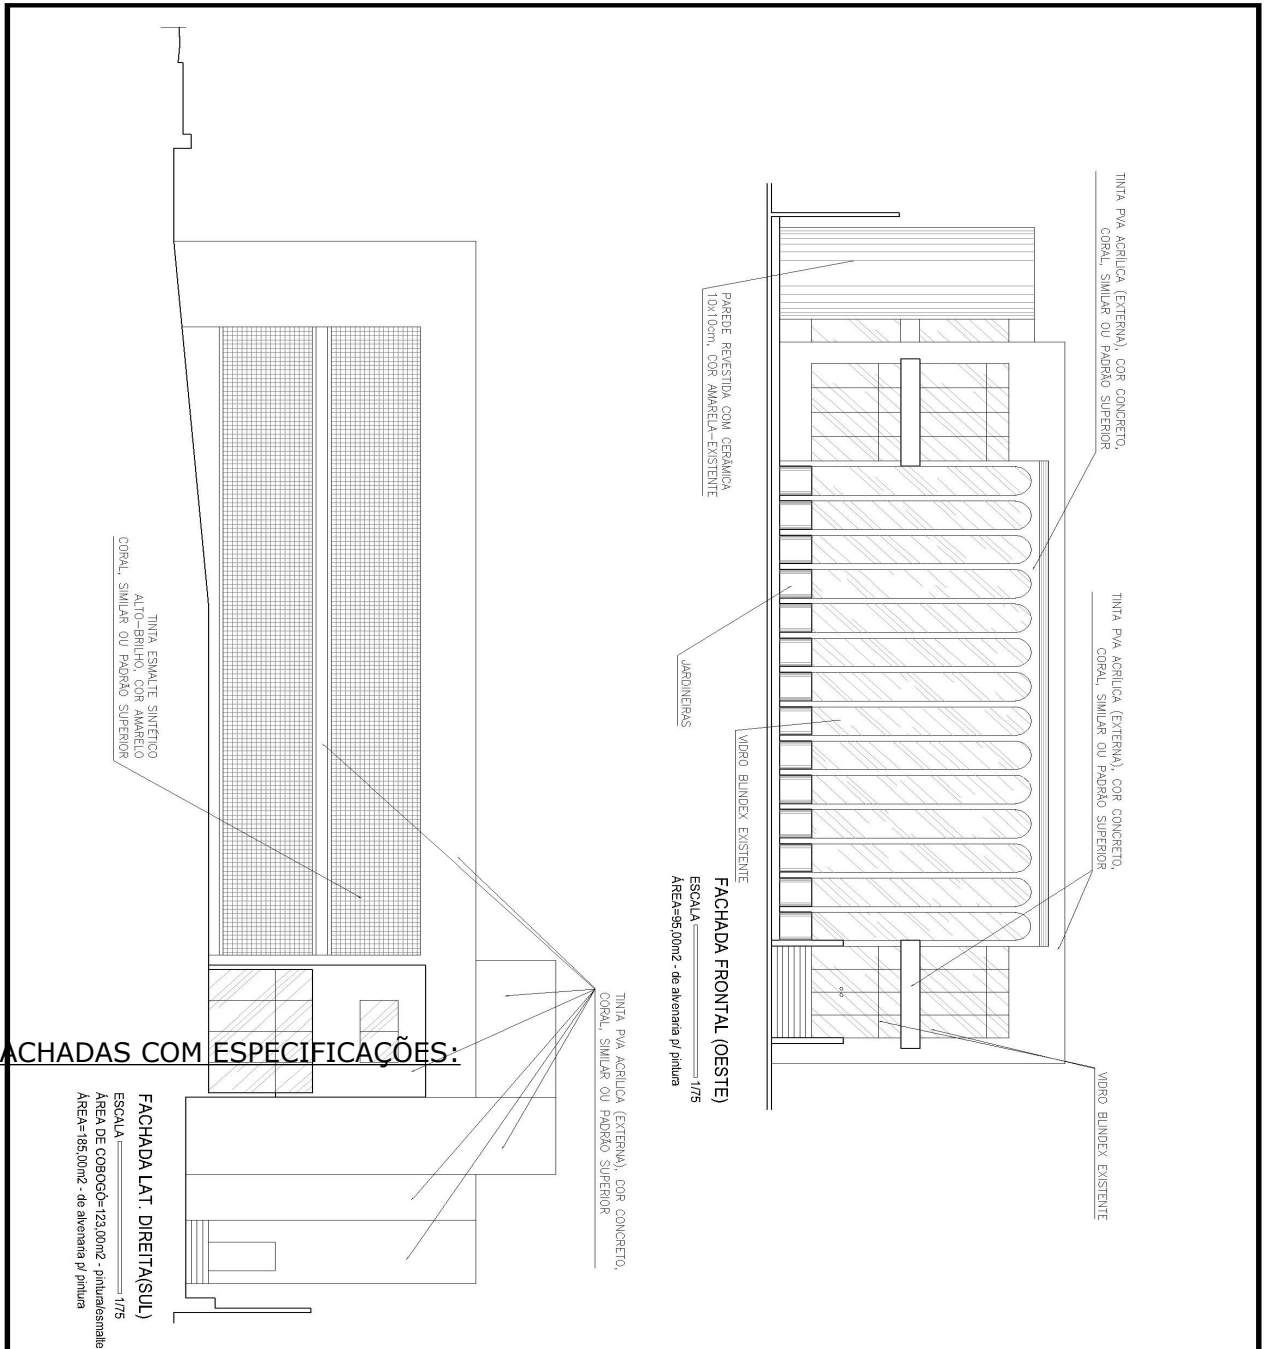 TINTA PVA ACRÍLICA (EXTERNA), COR CONCRETO,
CORAL, SIMILAR OU PADRÃO SUPERIOR
TINTA PVA ACRÍLICA (EXTERNA), COR CONCRETO,
CORAL, SIMILAR OU PADRÃO SUPERIOR
VIDRO BLINDEX EXISTENTE
PAREDE REVESTIDA COM CERÂMICA
10x10cm, COR AMARELA-EXISTENTE
JARDINEIRAS
VIDRO BLINDEX EXISTENTE
FACHADA FRONTAL (OESTE)
ESCALA 1/75
ÁREA=95,00m2 - de alvenaria p/ pintura
TINTA PVA ACRÍLICA (EXTERNA), COR CONCRETO,
CORAL, SIMILAR OU PADRÃO SUPERIOR
TINTA ESMALTE SINTÉTICO
ALTO-BRILHO, COR AMARELO
CORAL, SIMILAR OU PADRÃO SUPERIOR
FACHADA LAT. DIREITA(SUL)
ESCALA 1/75
ÁREA DE COBOGÓ=123,00m2 - pintura/esmalte
ÁREA=185,00m2 - de alvenaria p/ pintura
ACHADAS COM ESPECIFICAÇÕES: